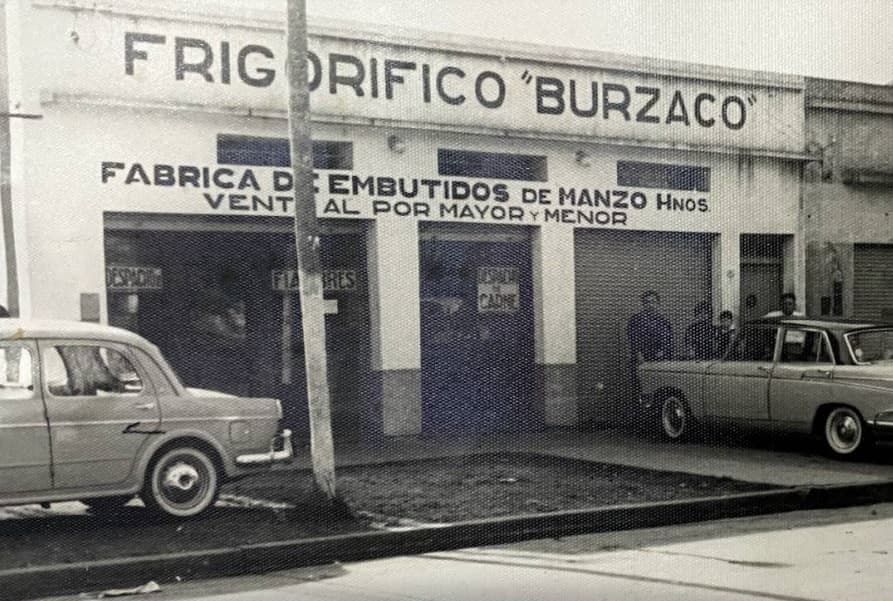 FRIGORIFICO "BURZACO"
FABRICA DE EMBUTIDOS DE MANZO HNOS.
VENTA AL POR MAYOR Y MENOR
DESPACHO
FIAMBRES
DESPACHO
DE
CARNE